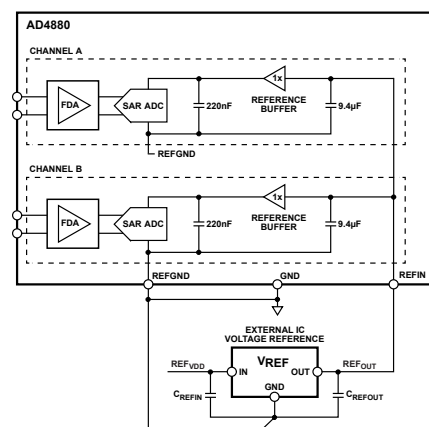 AD4880
CHANNEL A
FDA
SAR ADC
220nF
1x
REFERENCE
BUFFER
9.4µF
REFGND
CHANNEL B
FDA
SAR ADC
220nF
1x
REFERENCE
BUFFER
9.4µF
REFGND
GND
REFIN
EXTERNAL IC
VOLTAGE REFERENCE
REFVDD
IN
VREF
OUT
REFOUT
GND
CREFIN
CREFOUT